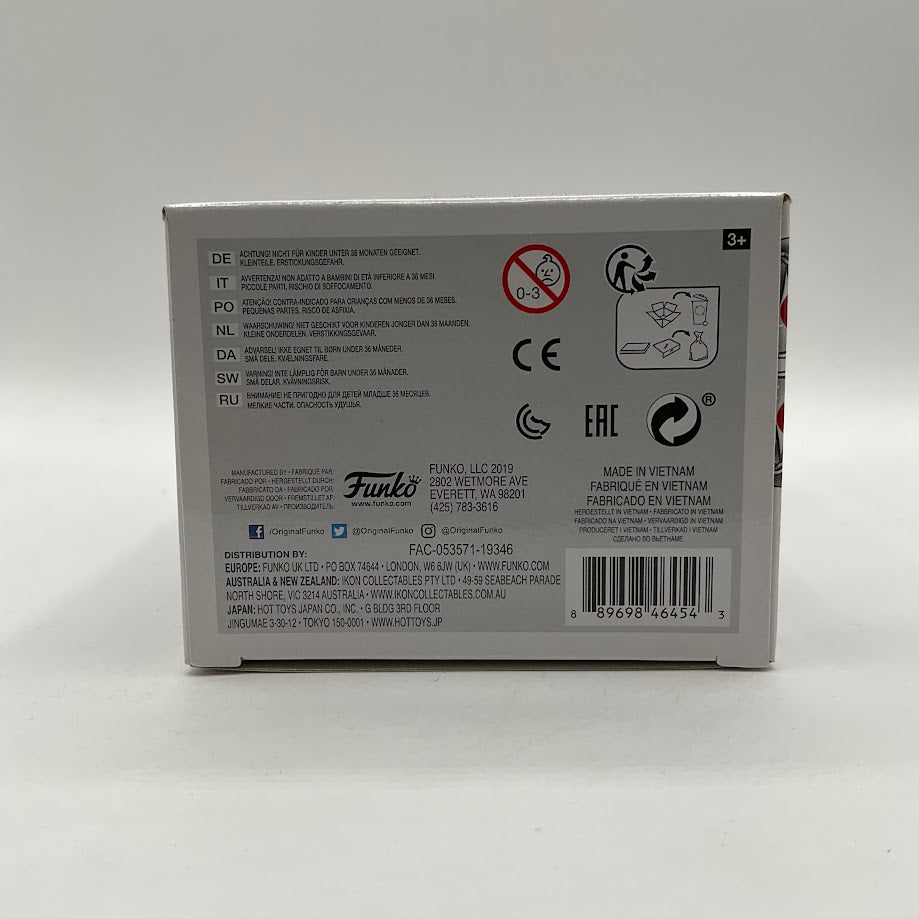 3+
DE ACHTUNG! NICHT FÜR KINDER UNTER 36 MONATEN GEEIGNET.
KLEINTEILE, ERSTICKUNGSGEFAHR.
IT AVVERTENZA! NON ADATTO A BAMBINI DI ETÀ INFERIORE A 36 MESI.
PICCOLE PARTI. RISCHIO DI SOFFOCAMENTO.
PO ATENÇÃO! CONTRA-INDICADO PARA CRIANÇAS COM MENOS DE 36 MESES.
PEQUENAS PARTES. RISCO DE ASFIXIA.
NL WAARSCHUWING! NIET GESCHIKT VOOR KINDEREN JONGER DAN 36 MAANDEN.
KLEINE ONDERDELEN. VERSTIKKINGSGEVAAR.
DA ADVARSEL! IKKE EGNET TIL BØRN UNDER 36 MÅNEDER.
SMÅ DELE. KVÆLNINGSFARE.
SW VARNING! INTE LÄMPLIG FÖR BARN UNDER 36 MÅNADER.
SMÅ DELAR. KVÄVNINGSRISK.
RU ВНИМАНИЕ! НЕ ПРИГОДНО ДЛЯ ДЕТЕЙ МЛАДШЕ 36 МЕСЯЦЕВ.
МЕЛКИЕ ЧАСТИ. ОПАСНОСТЬ УДУШЬЯ.
0-3
CE
EAC
®
MANUFACTURED BY • FABRIQUÉ PAR:
FABRICADO POR • HERGESTELLT DURCH:
FABBRICATO DA • FABRICADO POR:
VERVAARDIGD DOOR • FREMSTILLET AF:
TILLVERKAD AV • ПРОИЗВОДИТЕЛЬ:
Funko
www.funko.com
FUNKO, LLC 2019
2802 WETMORE AVE
EVERETT, WA 98201
(425) 783-3616
MADE IN VIETNAM
FABRIQUÉ EN VIETNAM
FABRICADO EN VIETNAM
HERGESTELLT IN VIETNAM • FABBRICATO IN VIETNAM
FABRICADO NA VIETNAM • VERVAARDIGD IN VIETNAM
PRODUCERET I VIETNAM • TILLVERKAD I VIETNAM
СДЕЛАНО ВО ВЬЕТНАМЕ
/OriginalFunko @OriginalFunko @OriginalFunko
FAC-053571-19346
DISTRIBUTION BY:
EUROPE: FUNKO UK LTD • PO BOX 74644 • LONDON, W6 6JW (UK) • WWW.FUNKO.COM
AUSTRALIA & NEW ZEALAND: IKON COLLECTABLES PTY LTD • 49-59 SEABEACH PARADE
NORTH SHORE, VIC 3214 AUSTRALIA • WWW.IKONCOLLECTABLES.COM.AU
JAPAN: HOT TOYS JAPAN CO., INC. • G BLDG 3RD FLOOR
JINGUMAE 3-30-12 • TOKYO 150-0001 • WWW.HOTTOYS.JP
8 89698 46454 3